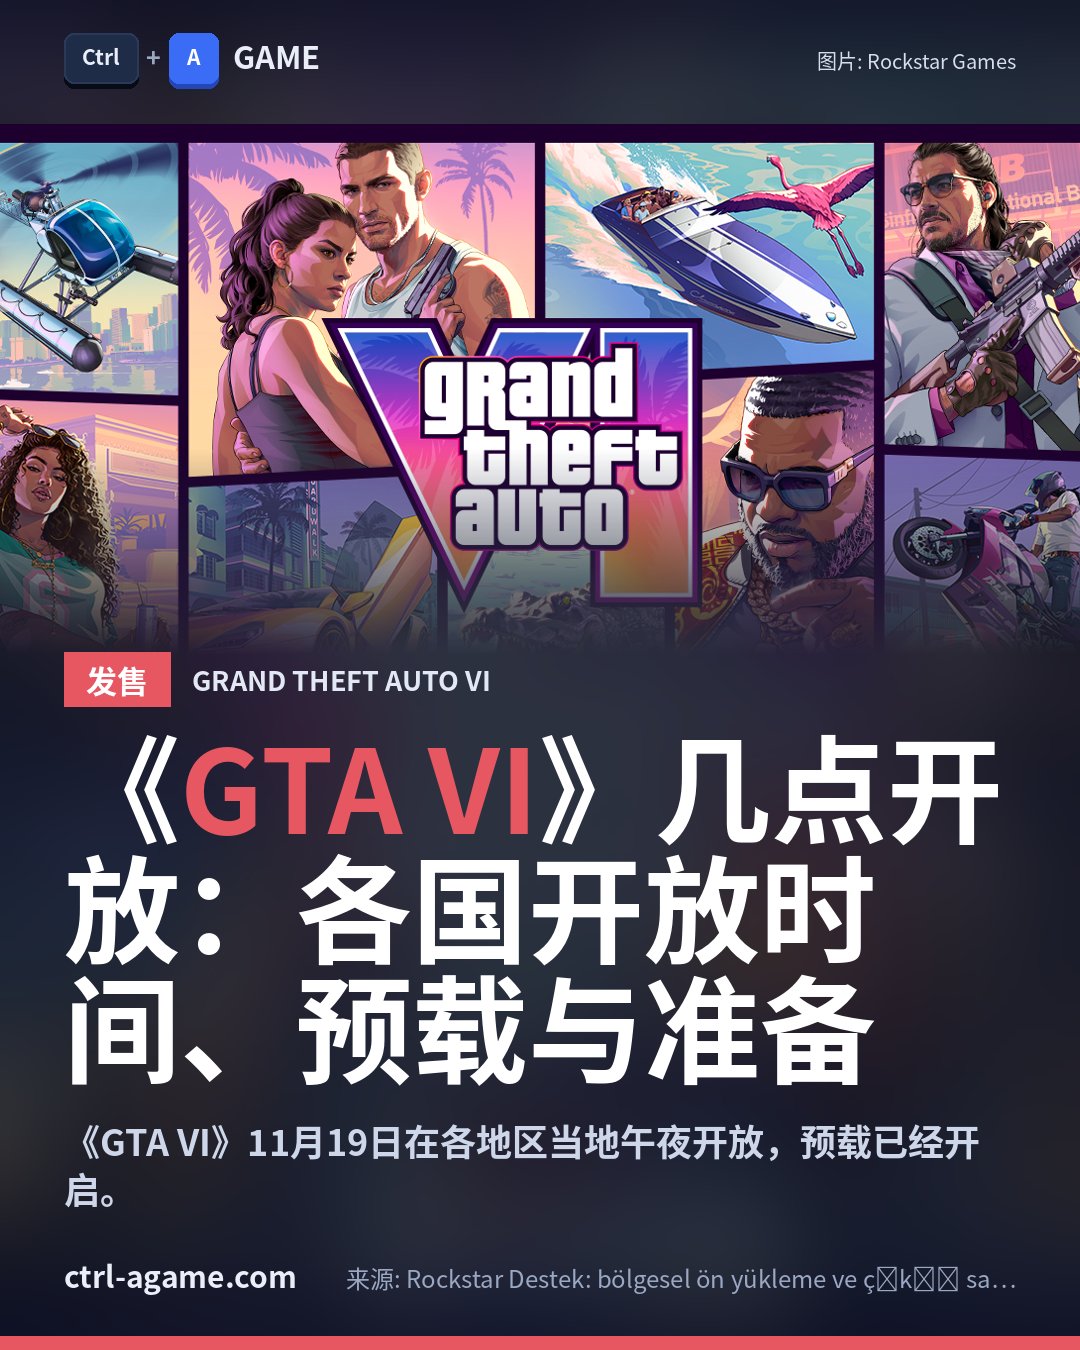 Ctrl + A GAME
图片: Rockstar Games
B
tional B
grand
theft
auto
VI
发售
GRAND THEFT AUTO VI
《GTA VI》几点开
放：各国开放时
间、预载与准备
《GTA VI》11月19日在各地区当地午夜开放，预载已经开
启。
ctrl-agame.com
来源: Rockstar Destek: bölgesel ön yükleme ve sa…